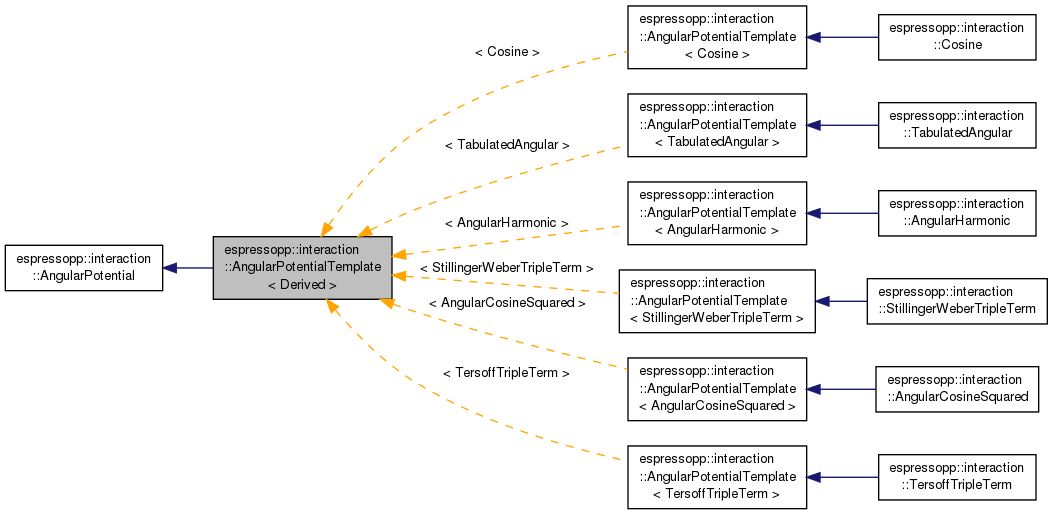 espressopp::interaction
::AngularPotential
espressopp::interaction
::AngularPotentialTemplate
< Derived >
< Cosine >
< TabulatedAngular >
< AngularHarmonic >
< StillingerWeberTripleTerm >
< AngularCosineSquared >
< TersoffTripleTerm >
espressopp::interaction
::AngularPotentialTemplate
< Cosine >
espressopp::interaction
::Cosine
espressopp::interaction
::AngularPotentialTemplate
< TabulatedAngular >
espressopp::interaction
::TabulatedAngular
espressopp::interaction
::AngularPotentialTemplate
< AngularHarmonic >
espressopp::interaction
::AngularHarmonic
espressopp::interaction
::AngularPotentialTemplate
< StillingerWeberTripleTerm >
espressopp::interaction
::StillingerWeberTripleTerm
espressopp::interaction
::AngularPotentialTemplate
< AngularCosineSquared >
espressopp::interaction
::AngularCosineSquared
espressopp::interaction
::AngularPotentialTemplate
< TersoffTripleTerm >
espressopp::interaction
::TersoffTripleTerm